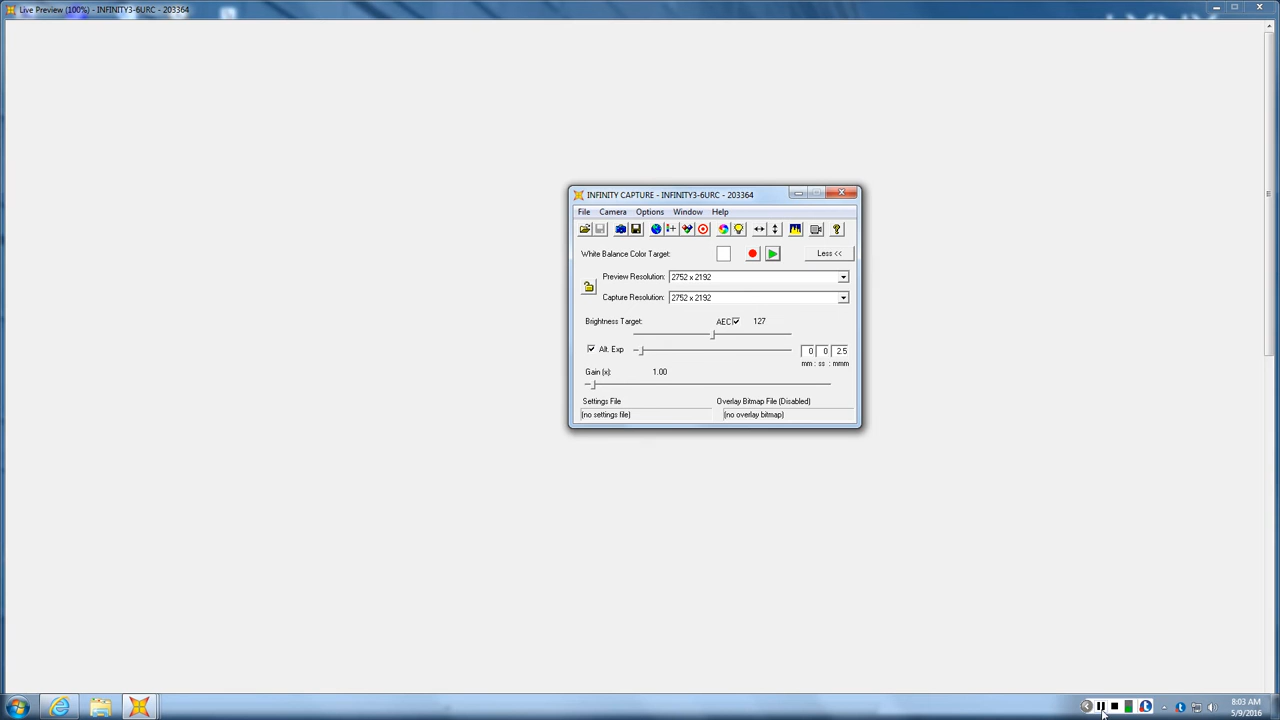 Live Preview (100%) - INFINITY3-6URC - 203364
INFINITY CAPTURE - INFINITY3-6URC - 203364
File Camera Options Window Help
White Balance Color Target: Less <<
Preview Resolution: 2752 x 2192
Capture Resolution: 2752 x 2192
Brightness Target: AEC 127
Alt. Exp 0 0 2.5
mm : ss : mmm
Gain (x): 1.00
Settings File Overlay Bitmap File (Disabled)
(no settings file) (no overlay bitmap)
8:03 AM
5/9/2016